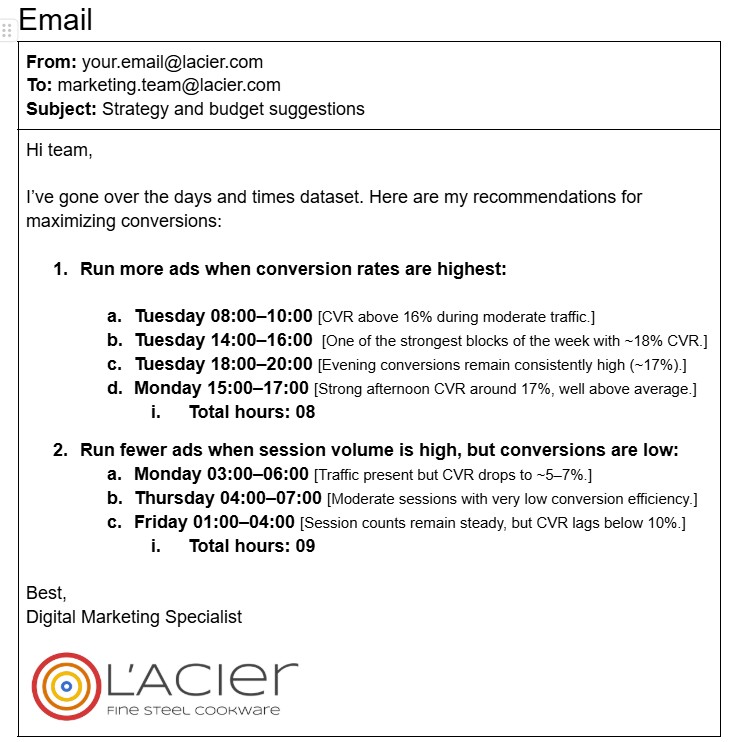 Email
From: your.email@lacier.com
To: marketing.team@lacier.com
Subject: Strategy and budget suggestions
Hi team,
I’ve gone over the days and times dataset. Here are my recommendations for
maximizing conversions:
1. Run more ads when conversion rates are highest:
a. Tuesday 08:00–10:00 [CVR above 16% during moderate traffic.]
b. Tuesday 14:00–16:00 [One of the strongest blocks of the week with ~18% CVR.]
c. Tuesday 18:00–20:00 [Evening conversions remain consistently high (~17%).]
d. Monday 15:00–17:00 [Strong afternoon CVR around 17%, well above average.]
i. Total hours: 08
2. Run fewer ads when session volume is high, but conversions are low:
a. Monday 03:00–06:00 [Traffic present but CVR drops to ~5–7%.]
b. Thursday 04:00–07:00 [Moderate sessions with very low conversion efficiency.]
c. Friday 01:00–04:00 [Session counts remain steady, but CVR lags below 10%.]
i. Total hours: 09
Best,
Digital Marketing Specialist
L'ACIER
FINE STEEL COOKWARE